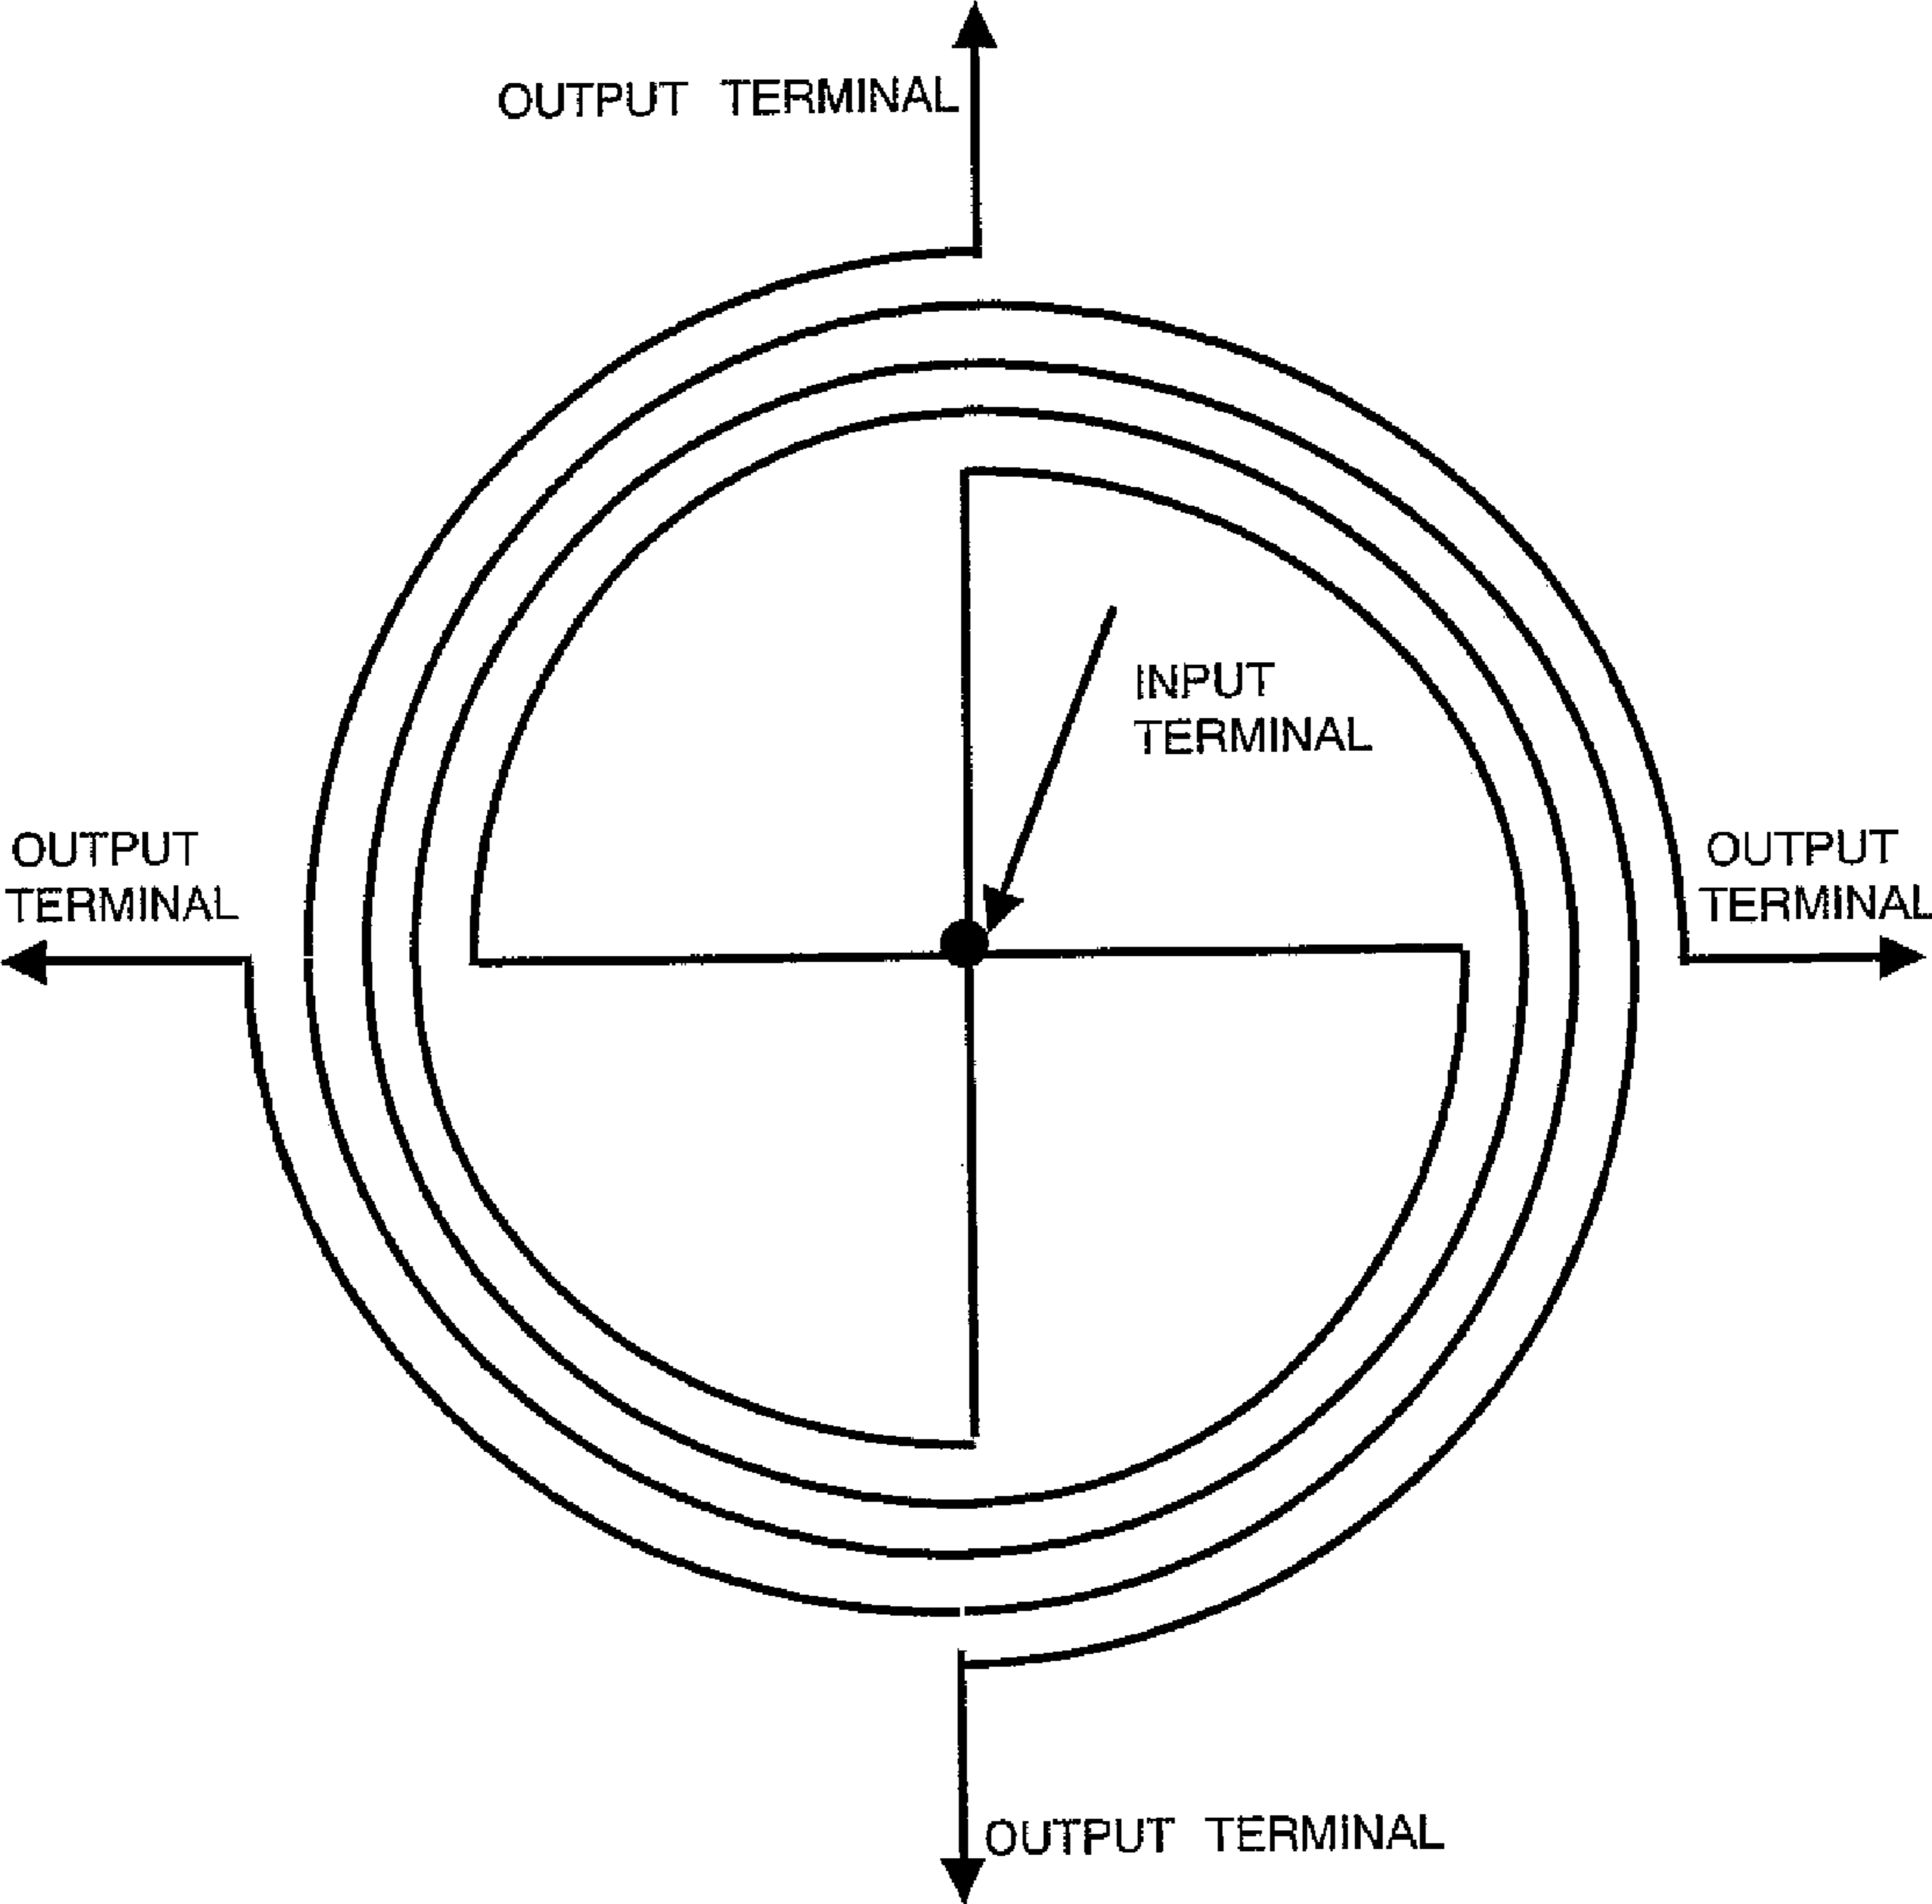 OUTPUT TERMINAL
INPUT
TERMINAL
OUTPUT
TERMINAL
OUTPUT
TERMINAL
OUTPUT TERMINAL